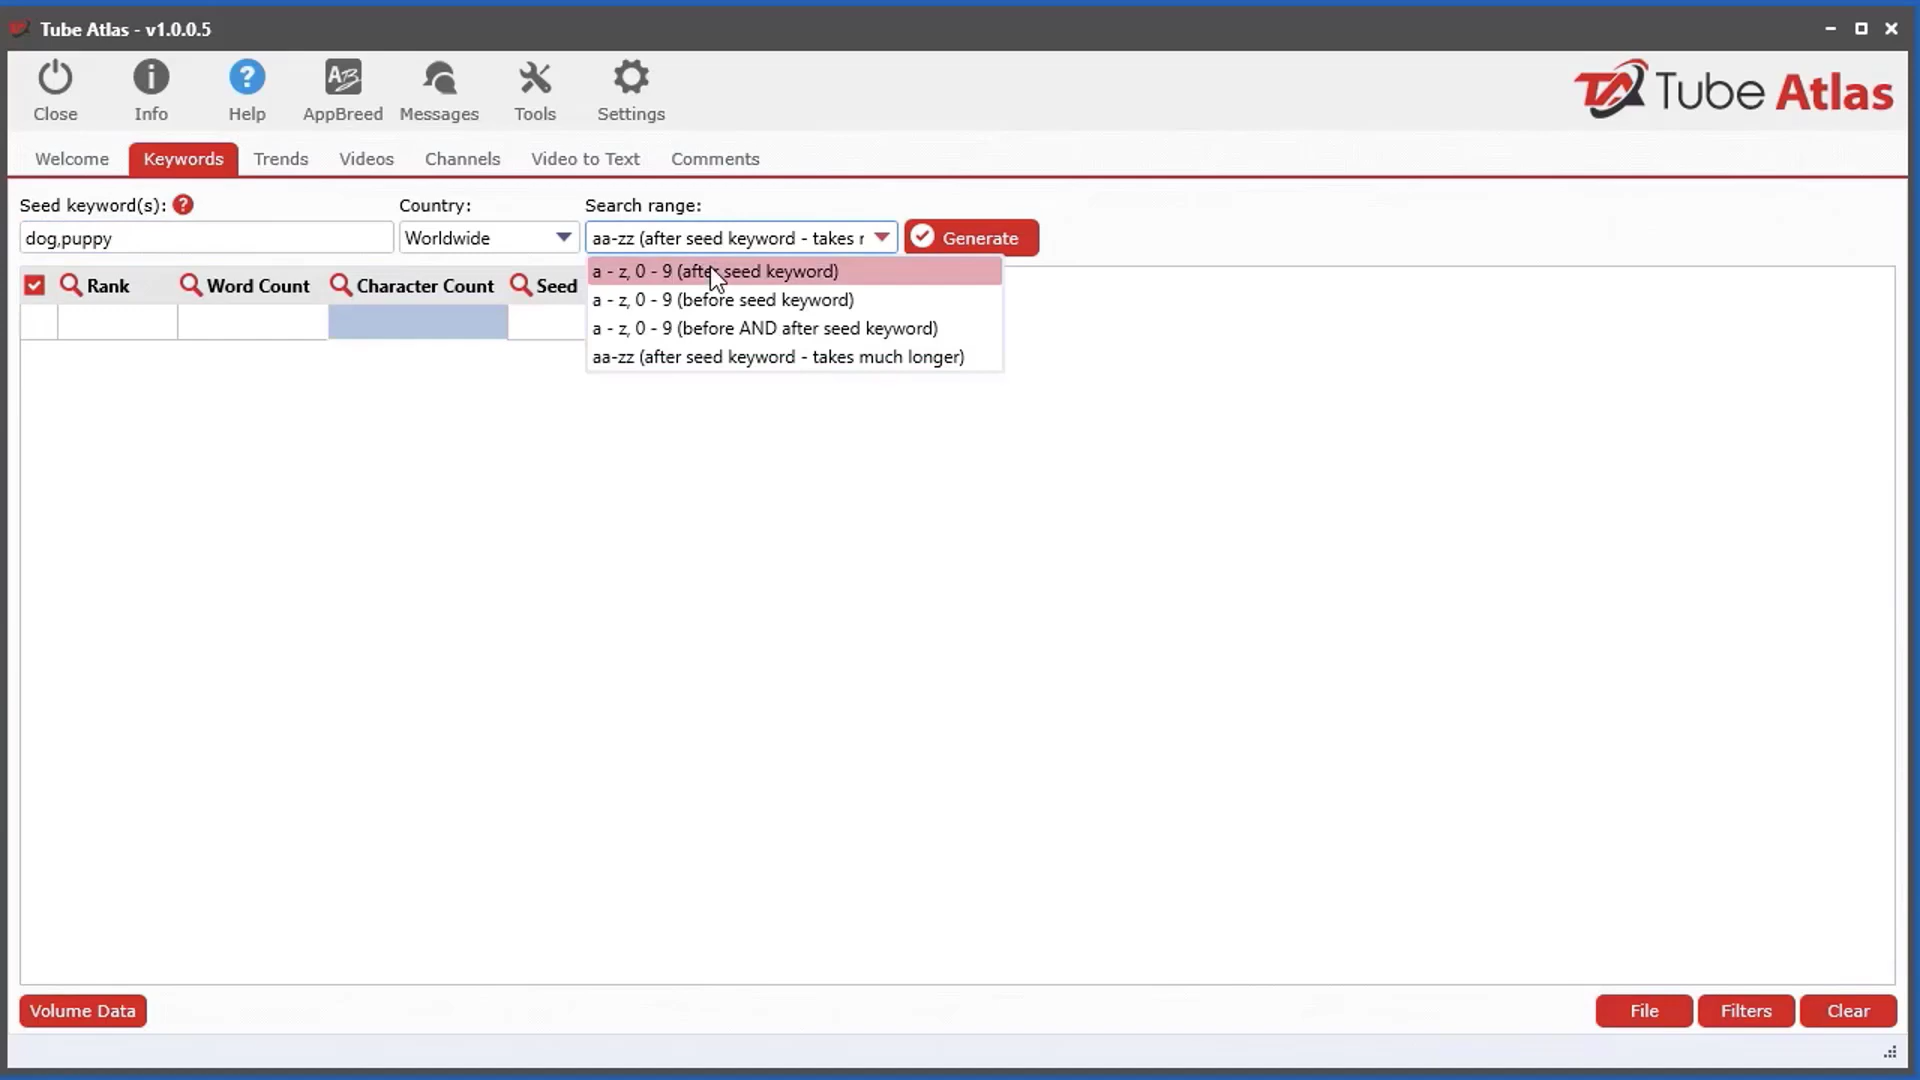 Tube Atlas - v1.0.0.5
Close
Info
Help
AppBreed
Messages
Tools
Settings
Tube Atlas
Welcome
Keywords
Trends
Videos
Channels
Video to Text
Comments
Seed keyword(s):
Country:
Search range:
dog,puppy
Worldwide
aa-zz (after seed keyword - takes r
Generate
Rank
Word Count
Character Count
Seed
a - z, 0 - 9 (after seed keyword)
a - z, 0 - 9 (before seed keyword)
a - z, 0 - 9 (before AND after seed keyword)
aa-zz (after seed keyword - takes much longer)
Volume Data
File
Filters
Clear